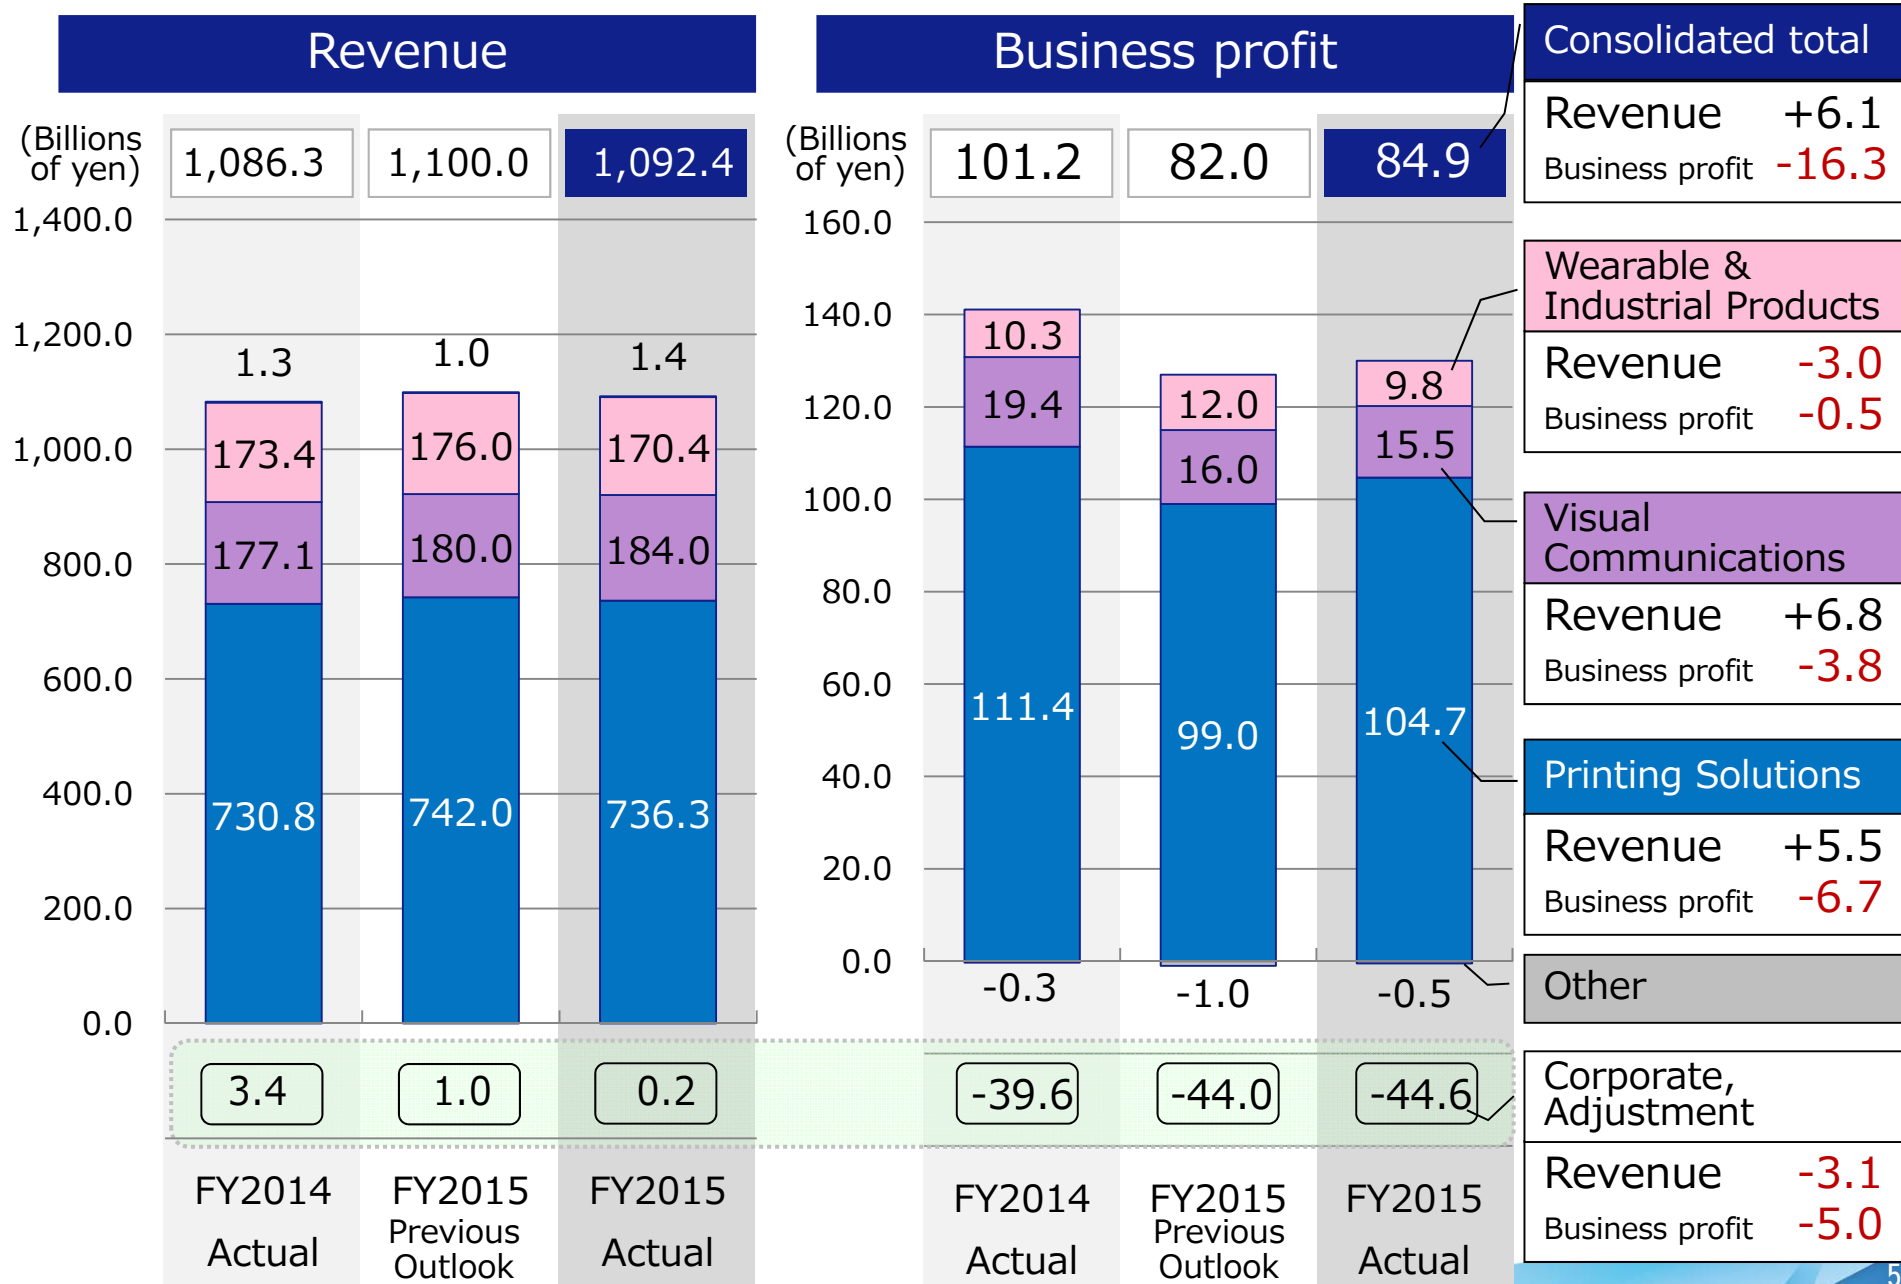 Revenue
(Billions
of yen)
1,086.3
1,100.0
1,092.4
1,400.0
1,200.0
1,000.0
800.0
600.0
400.0
200.0
0.0
1.3
1.0
1.4
173.4
176.0
170.4
177.1
180.0
184.0
730.8
742.0
736.3
3.4
1.0
0.2
FY2014
Actual
FY2015
Previous
Outlook
FY2015
Actual
Business profit
(Billions
of yen)
101.2
82.0
84.9
160.0
140.0
120.0
100.0
80.0
60.0
40.0
20.0
0.0
10.3
12.0
9.8
19.4
16.0
15.5
111.4
99.0
104.7
-0.3
-1.0
-0.5
-39.6
-44.0
-44.6
FY2014
Actual
FY2015
Previous
Outlook
FY2015
Actual
Consolidated total
Revenue +6.1
Business profit -16.3
Wearable &
Industrial Products
Revenue -3.0
Business profit -0.5
Visual
Communications
Revenue +6.8
Business profit -3.8
Printing Solutions
Revenue +5.5
Business profit -6.7
Other
Corporate,
Adjustment
Revenue -3.1
Business profit -5.0